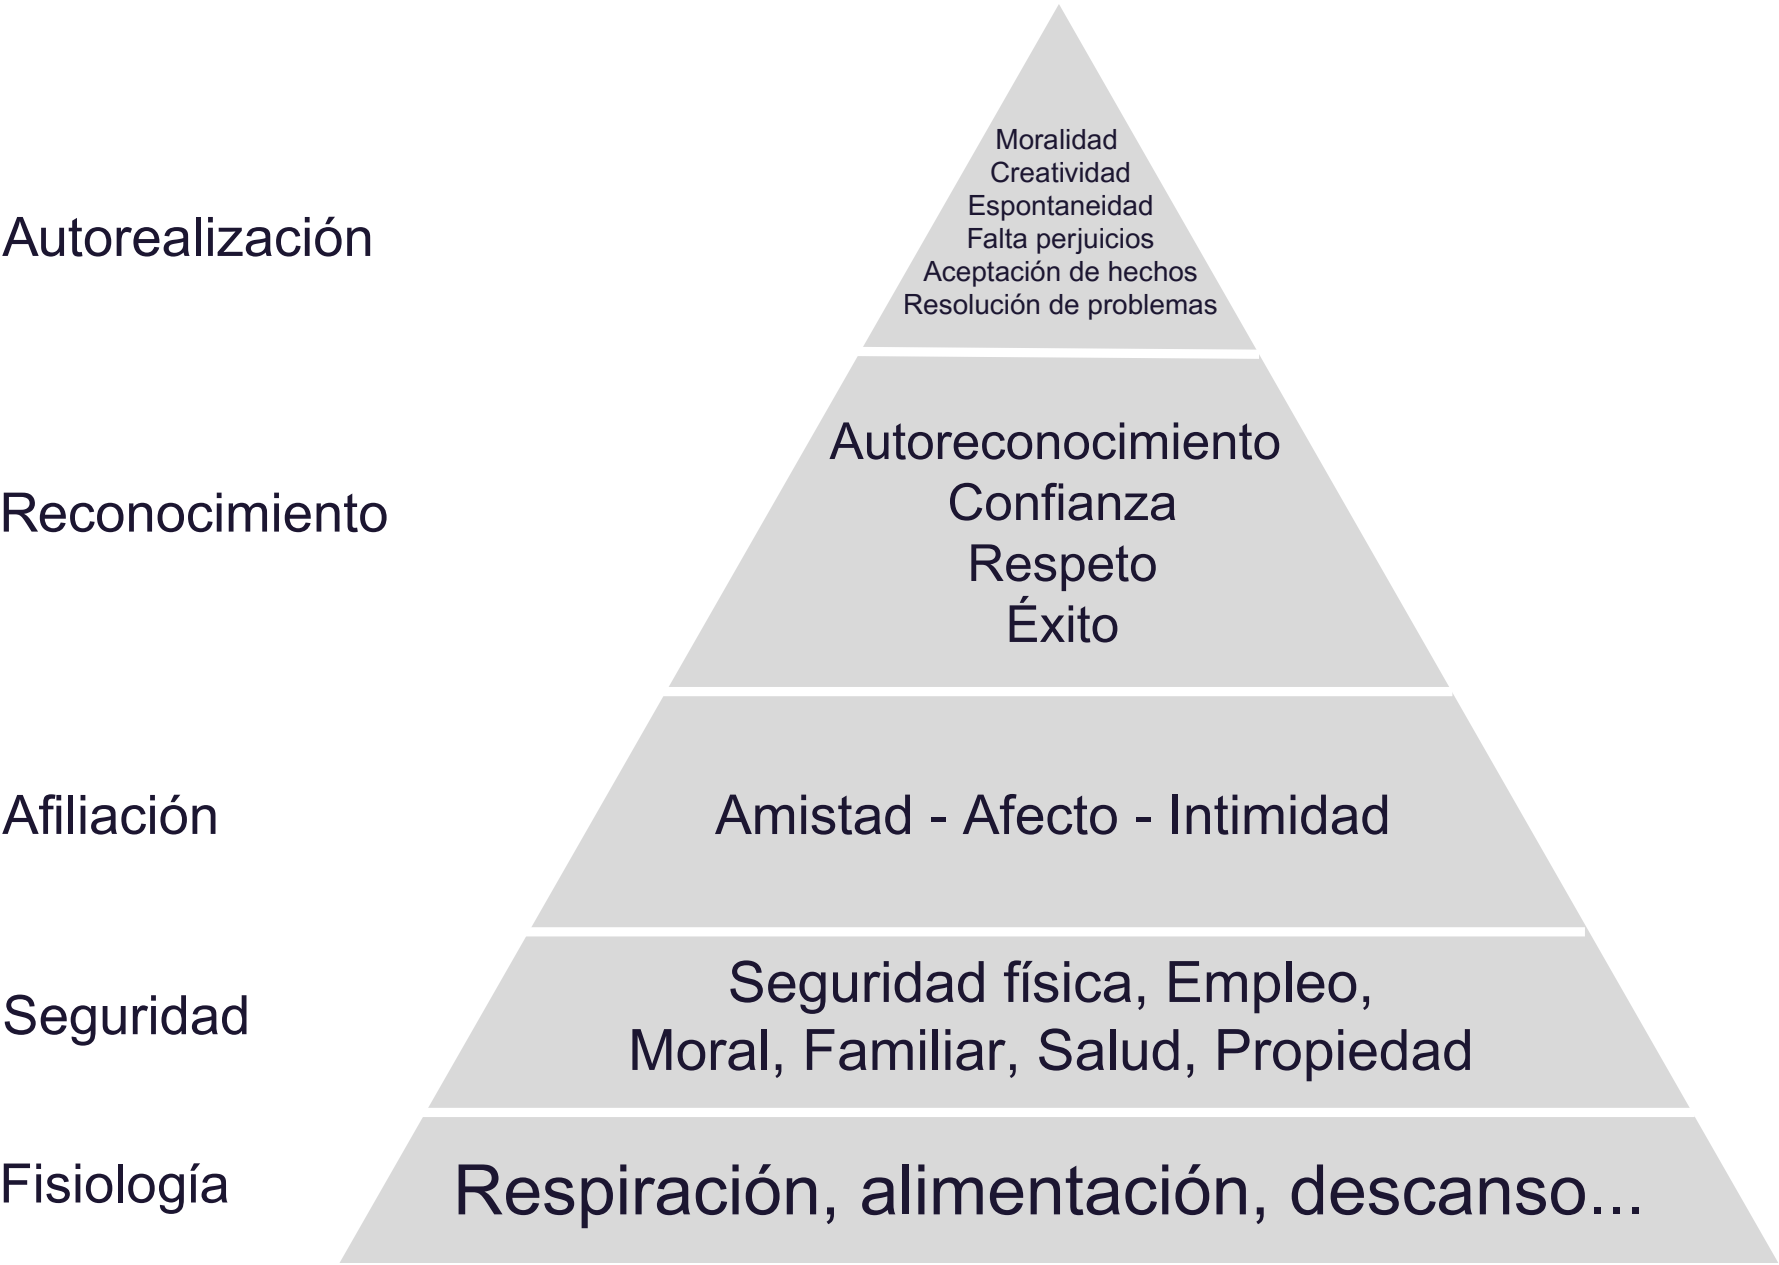 Moralidad
Creatividad
Espontaneidad
Falta perjuicios
Aceptación de hechos
Resolución de problemas
Autorealización
Autoreconocimiento
Confianza
Respeto
Éxito
Reconocimiento
Amistad - Afecto - Intimidad
Afiliación
Seguridad física, Empleo,
Moral, Familiar, Salud, Propiedad
Seguridad
Respiración, alimentación, descanso...
Fisiología